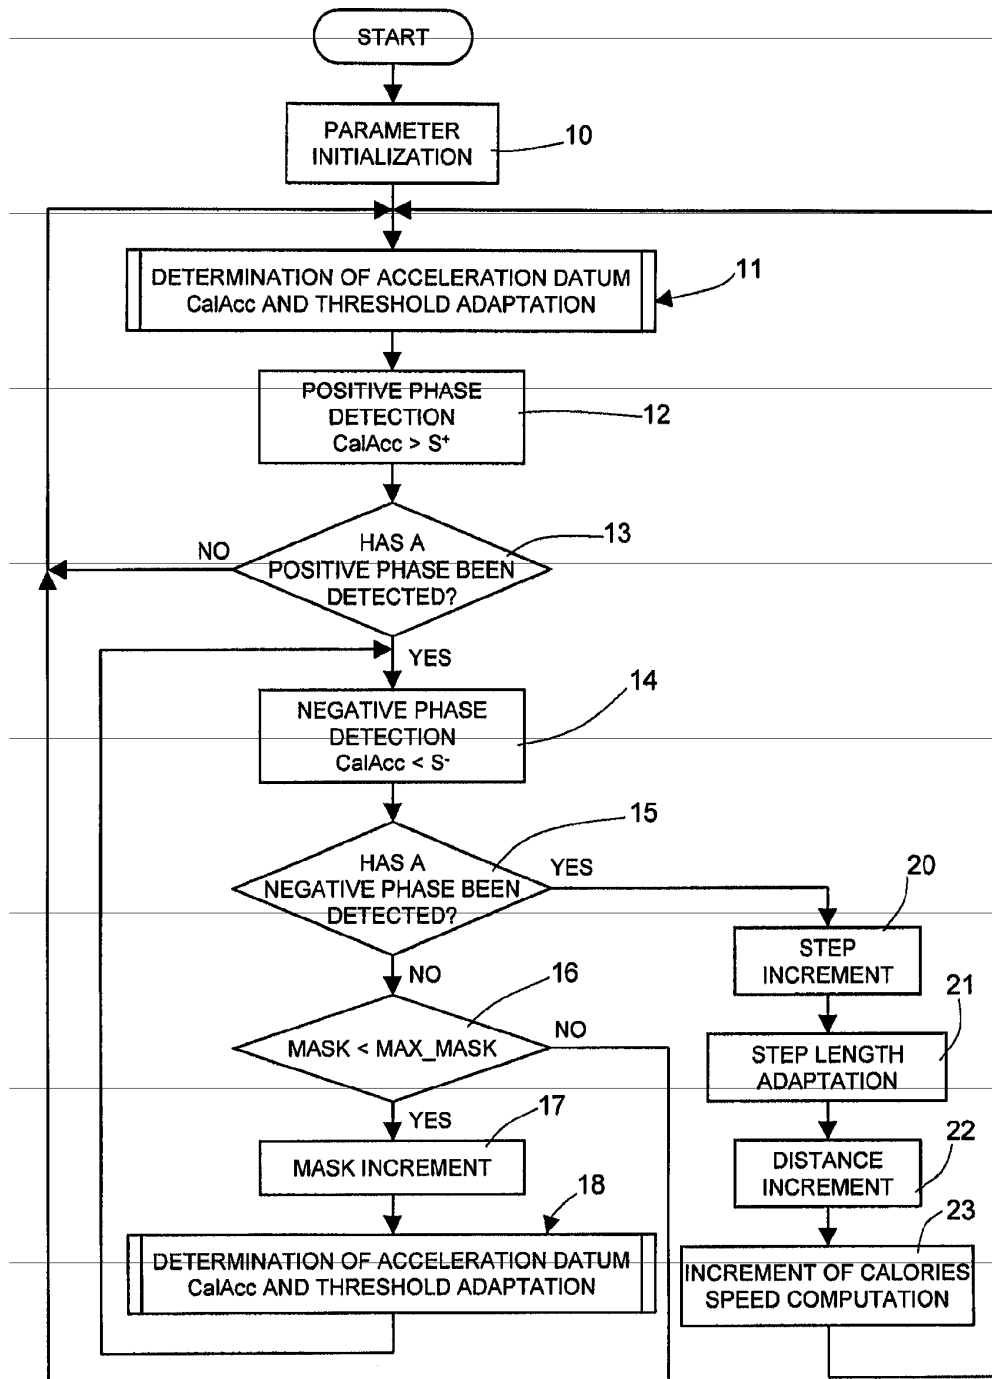 START
PARAMETER
INITIALIZATION
10
DETERMINATION OF ACCELERATION DATUM
CalAcc AND THRESHOLD ADAPTATION
11
POSITIVE PHASE
DETECTION
CalAcc > S⁺
12
HAS A
POSITIVE PHASE BEEN
DETECTED?
13
NO
YES
NEGATIVE PHASE
DETECTION
CalAcc < S⁻
14
HAS A
NEGATIVE PHASE BEEN
DETECTED?
15
YES
NO
STEP
INCREMENT
20
MASK < MAX_MASK
16
NO
YES
STEP LENGTH
ADAPTATION
21
MASK INCREMENT
17
DISTANCE
INCREMENT
22
DETERMINATION OF ACCELERATION DATUM
CalAcc AND THRESHOLD ADAPTATION
18
INCREMENT OF CALORIES
SPEED COMPUTATION
23